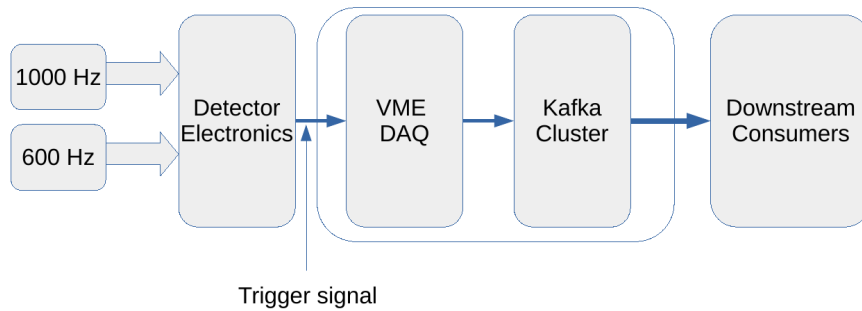 1000 Hz
600 Hz
Detector
Electronics
VME
DAQ
Kafka
Cluster
Downstream
Consumers
Trigger signal